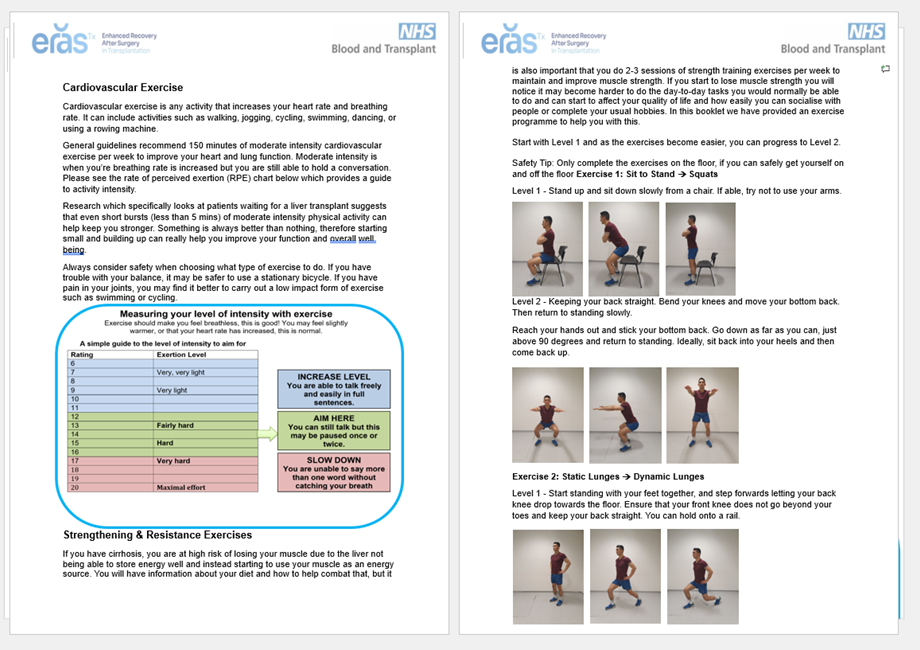 erasTx
Enhanced Recovery
After Surgery
in Transplantation
NHS
Blood and Transplant
Cardiovascular Exercise
Cardiovascular exercise is any activity that increases your heart rate and breathing
rate. It can include activities such as walking, jogging, cycling, swimming, dancing, or
using a rowing machine.
General guidelines recommend 150 minutes of moderate intensity cardiovascular
exercise per week to improve your heart and lung function. Moderate intensity is
when you're breathing rate is increased but you are still able to hold a conversation.
Please see the rate of perceived exertion (RPE) chart below which provides a guide
to activity intensity.
Research which specifically looks at patients waiting for a liver transplant suggests
that even short bursts (less than 5 mins) of moderate intensity physical activity can
help keep you stronger. Something is always better than nothing, therefore starting
small and building up can really help you improve your function and overall well,
being.
Always consider safety when choosing what type of exercise to do. If you have
trouble with your balance, it may be safer to use a stationary bicycle. If you have
pain in your joints, you may find it better to carry out a low impact form of exercise
such as swimming or cycling.
Measuring your level of intensity with exercise
Exercise should make you feel breathless, this is good! You may feel slightly
warmer, or that your heart rate has increased, this is normal.
A simple guide to the level of intensity to aim for
Rating Exertion Level
6
7 Very, very light
8
9 Very light
10
11
12
13 Fairly hard
14
15 Hard
16
17 Very hard
18
19
20 Maximal effort
INCREASE LEVEL
You are able to talk freely
and easily in full
sentences.
AIM HERE
You can still talk but this
may be paused once or
twice.
SLOW DOWN
You are unable to say more
than one word without
catching your breath
Strengthening & Resistance Exercises
If you have cirrhosis, you are at high risk of losing your muscle due to the liver not
being able to store energy well and instead starting to use your muscle as an energy
source. You will have information about your diet and how to help combat that, but it
erasTx
Enhanced Recovery
After Surgery
in Transplantation
NHS
Blood and Transplant
is also important that you do 2-3 sessions of strength training exercises per week to
maintain and improve muscle strength. If you start to lose muscle strength you will
notice it may become harder to do the day-to-day tasks you would normally be able
to do and can start to affect your quality of life and how easily you can socialise with
people or complete your usual hobbies. In this booklet we have provided an exercise
programme to help you with this.
Start with Level 1 and as the exercises become easier, you can progress to Level 2.
Safety Tip: Only complete the exercises on the floor, if you can safely get yourself on
and off the floor Exercise 1: Sit to Stand → Squats
Level 1 - Stand up and sit down slowly from a chair. If able, try not to use your arms.
Level 2 - Keeping your back straight. Bend your knees and move your bottom back.
Then return to standing slowly.
Reach your hands out and stick your bottom back. Go down as far as you can, just
above 90 degrees and return to standing. Ideally, sit back into your heels and then
come back up.
Exercise 2: Static Lunges → Dynamic Lunges
Level 1 - Start standing with your feet together, and step forwards letting your back
knee drop towards the floor. Ensure that your front knee does not go beyond your
toes and keep your back straight. You can hold onto a rail.